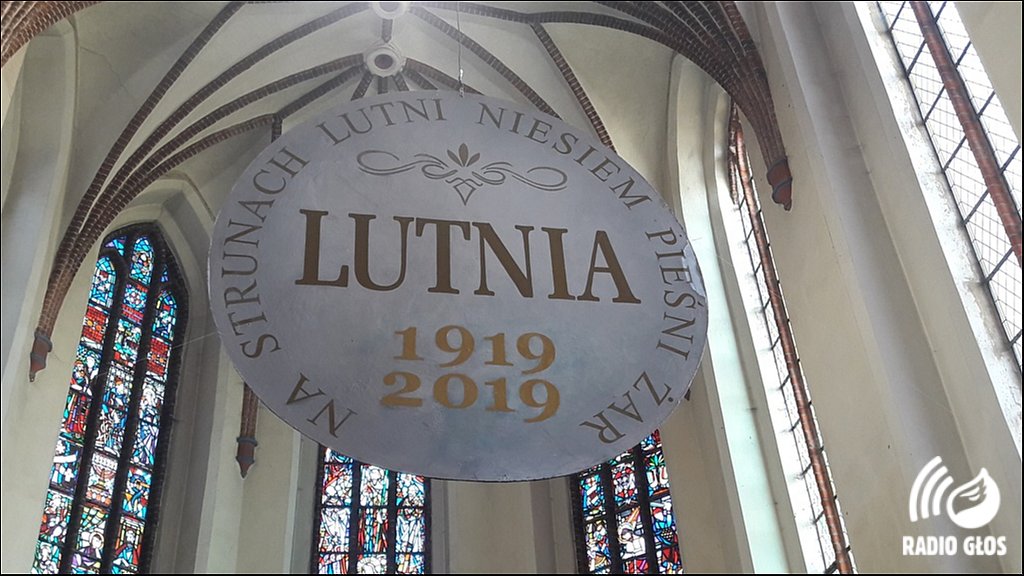 NA STRUNACH LUTNI NIESIEM PIEŚNI ŻAR
LUTNIA
1919
2019
RADIO GŁOS